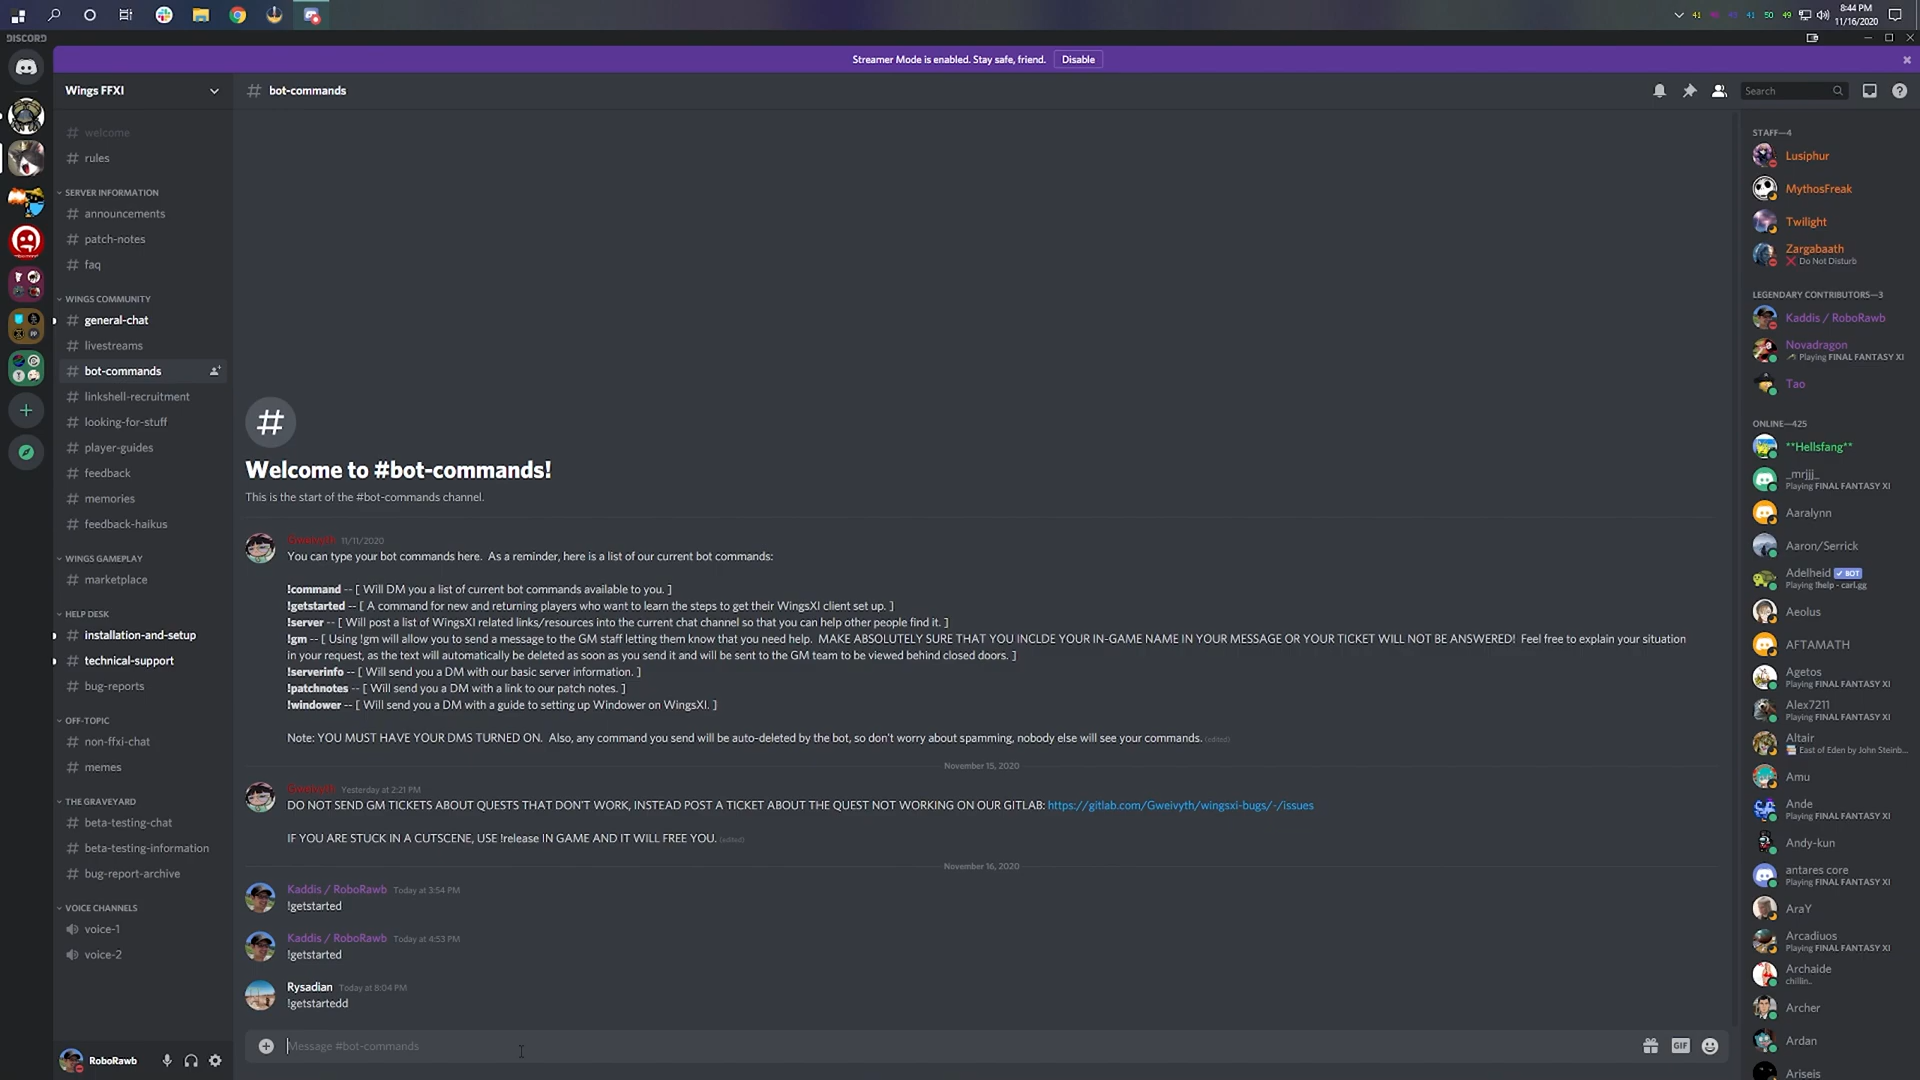 8:44 PM
11/16/2020
41
41
50
49
DISCORD
Streamer Mode is enabled. Stay safe, friend.
Disable
Wings FFXI
# bot-commands
Search
# welcome
# rules
SERVER INFORMATION
# announcements
# patch-notes
# faq
WINGS COMMUNITY
# general-chat
# livestreams
# bot-commands
# linkshell-recruitment
# looking-for-stuff
# player-guides
# feedback
# memories
# feedback-haikus
WINGS GAMEPLAY
# marketplace
HELP DESK
# installation-and-setup
# technical-support
# bug-reports
OFF-TOPIC
# non-ffxi-chat
# memes
THE GRAVEYARD
# beta-testing-chat
# beta-testing-information
# bug-report-archive
VOICE CHANNELS
voice-1
voice-2
RoboRawb
#
Welcome to #bot-commands!
This is the start of the #bot-commands channel.
Gweivyth 11/11/2020
You can type your bot commands here. As a reminder, here is a list of our current bot commands:
!command -- [ Will DM you a list of current bot commands available to you. ]
!getstarted -- [ A command for new and returning players who want to learn the steps to get their WingsXI client set up. ]
!server -- [ Will post a list of WingsXI related links/resources into the current chat channel so that you can help other people find it. ]
!gm -- [ Using !gm will allow you to send a message to the GM staff letting them know that you need help. MAKE ABSOLUTELY SURE THAT YOU INCLDE YOUR IN-GAME NAME IN YOUR MESSAGE OR YOUR TICKET WILL NOT BE ANSWERED! Feel free to explain your situation
in your request, as the text will automatically be deleted as soon as you send it and will be sent to the GM team to be viewed behind closed doors. ]
!serverinfo -- [ Will send you a DM with our basic server information. ]
!patchnotes -- [ Will send you a DM with a link to our patch notes. ]
!windower -- [ Will send you a DM with a guide to setting up Windower on WingsXI. ]
Note: YOU MUST HAVE YOUR DMS TURNED ON. Also, any command you send will be auto-deleted by the bot, so don't worry about spamming, nobody else will see your commands. (edited)
November 15, 2020
Gweivyth Yesterday at 2:21 PM
DO NOT SEND GM TICKETS ABOUT QUESTS THAT DON'T WORK, INSTEAD POST A TICKET ABOUT THE QUEST NOT WORKING ON OUR GITLAB: https://gitlab.com/Gweivyth/wingsxi-bugs/-/issues
IF YOU ARE STUCK IN A CUTSCENE, USE !release IN GAME AND IT WILL FREE YOU. (edited)
November 16, 2020
Kaddis / RoboRawb Today at 3:54 PM
!getstarted
Kaddis / RoboRawb Today at 4:53 PM
!getstarted
Rysadian Today at 8:04 PM
!getstartedd
Message #bot-commands
GIF
STAFF—4
Lusiphur
MythosFreak
Twilight
Zargabaath
Do Not Disturb
LEGENDARY CONTRIBUTORS—3
Kaddis / RoboRawb
Novadragon
Playing FINAL FANTASY XI
Tao
ONLINE—425
**Hellsfang**
_mrjjj_
Playing FINAL FANTASY XI
Aaralynn
Aaron/Serrick
Adelheid BOT
Playing !help - carl.gg
Aeolus
AFTAMATH
Agetos
Playing FINAL FANTASY XI
Alex7211
Playing FINAL FANTASY XI
Altair
East of Eden by John Steinb...
Amu
Ande
Playing FINAL FANTASY XI
Andy-kun
antares core
Playing FINAL FANTASY XI
AraY
Arcadiuos
Playing FINAL FANTASY XI
Archaide
chillin..
Archer
Ardan
Ariseis